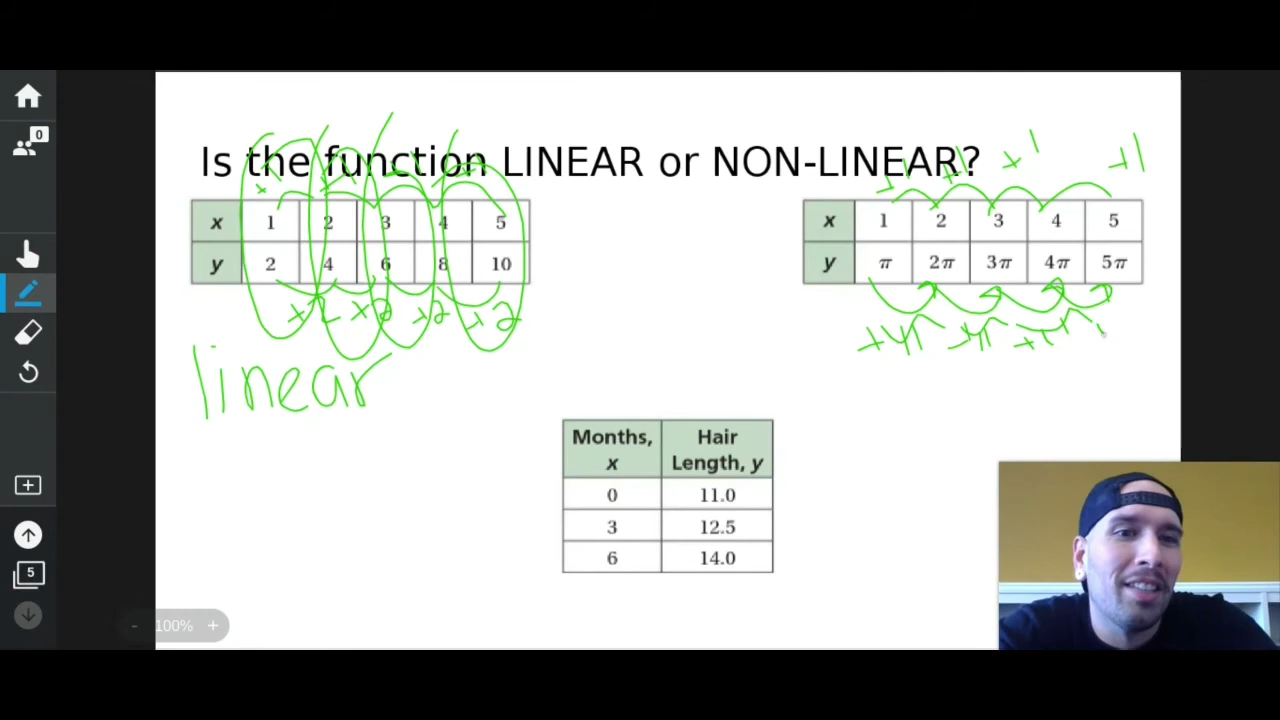 0
Is the function LINEAR or NON-LINEAR?
+1 +1 +1 +1
x 1 2 3 4 5
y 2 4 6 8 10
+2 +2 +2 +2
linear
x 1 2 3 4 5
y π 2π 3π 4π 5π
Months, x Hair Length, y
0 11.0
3 12.5
6 14.0
5
- 100% +